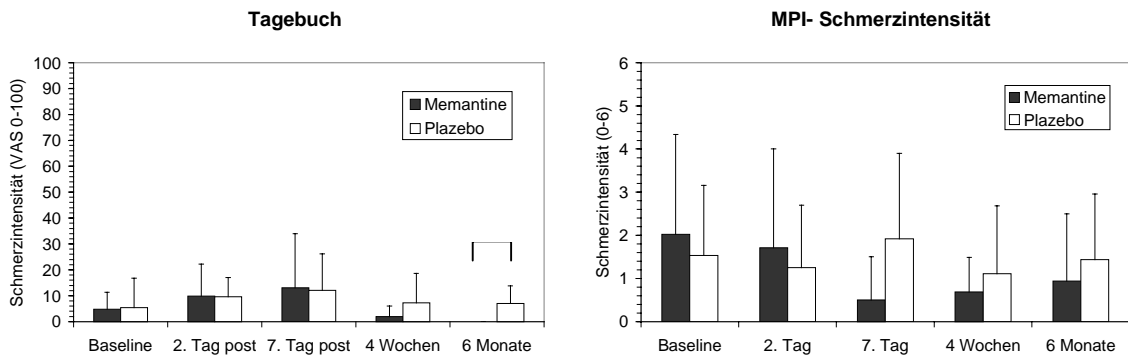 Tagebuch
Schmerzintensität (VAS 0-100)
100
90
80
70
60
50
40
30
20
10
0
Memantine
Plazebo
Baseline 2. Tag post 7. Tag post 4 Wochen 6 Monate
MPI- Schmerzintensität
Schmerzintensität (0-6)
6
5
4
3
2
1
0
Memantine
Plazebo
Baseline 2. Tag 7. Tag 4 Wochen 6 Monate